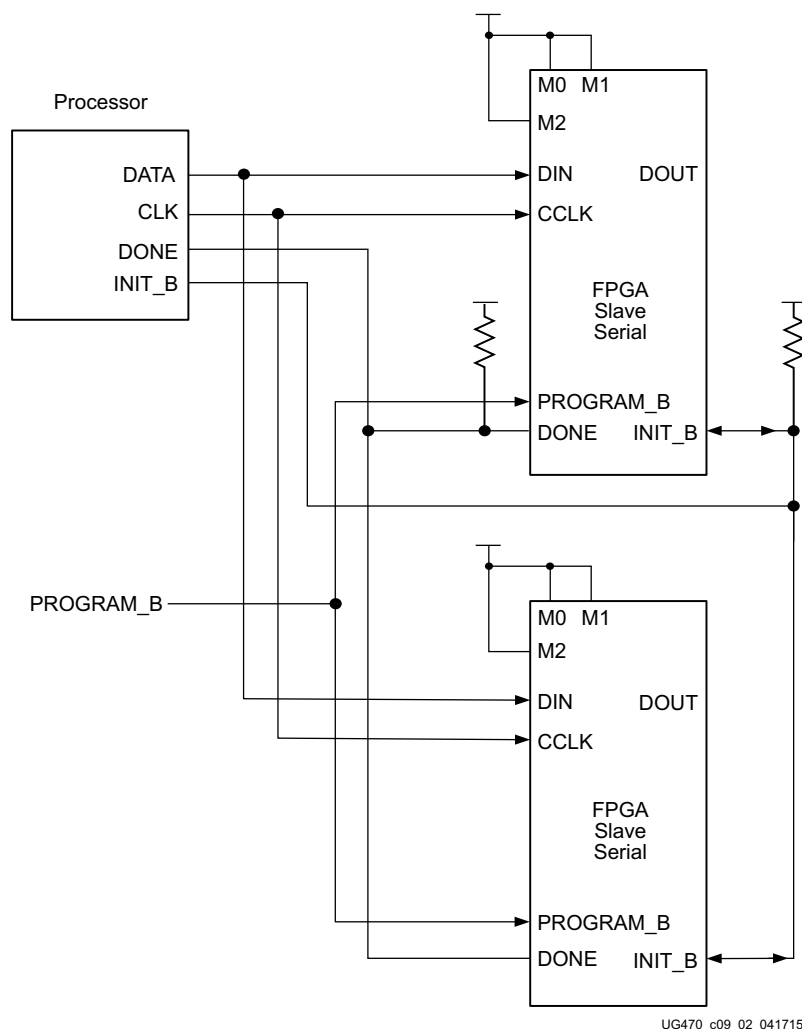 Processor
DATA
CLK
DONE
INIT_B
M0 M1
M2
DIN DOUT
CCLK
FPGA
Slave
Serial
PROGRAM_B
DONE INIT_B
PROGRAM_B
M0 M1
M2
DIN DOUT
CCLK
FPGA
Slave
Serial
PROGRAM_B
DONE INIT_B
UG470_c09_02_041715